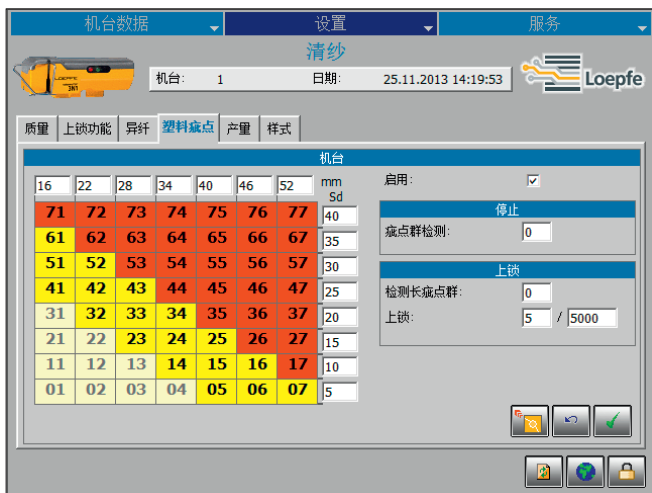 机台数据 设置 服务
清纱
机台: 1 日期: 25.11.2013 14:19:53 Loepfe
质量 上锁功能 异纤 塑料疵点 产量 样式
机台
16 22 28 34 40 46 52 mm 启用:
Sd
71 72 73 74 75 76 77 40 停止
61 62 63 64 65 66 67 35 疵点群检测: 0
51 52 53 54 55 56 57 30 上锁
41 42 43 44 45 46 47 25 检测长疵点群: 0
31 32 33 34 35 36 37 20 上锁: 5 / 5000
21 22 23 24 25 26 27 15
11 12 13 14 15 16 17 10
01 02 03 04 05 06 07 5